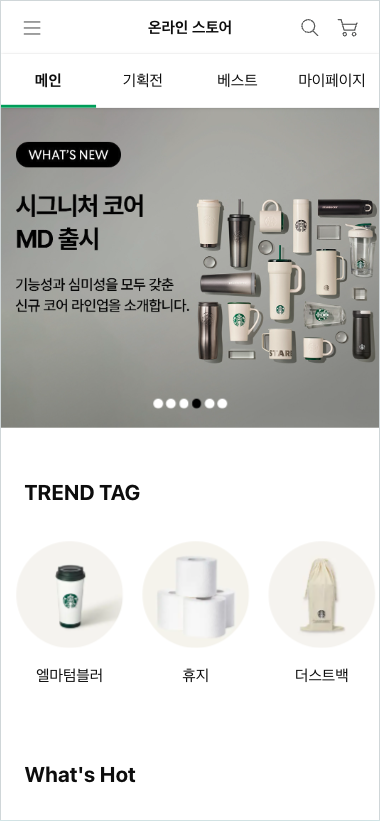 온라인 스토어
메인
기획전
베스트
마이페이지
WHAT'S NEW
시그니처 코어
MD 출시
기능성과 심미성을 모두 갖춘
신규 코어 라인업을 소개합니다.
TREND TAG
엘마텀블러
휴지
더스트백
What's Hot